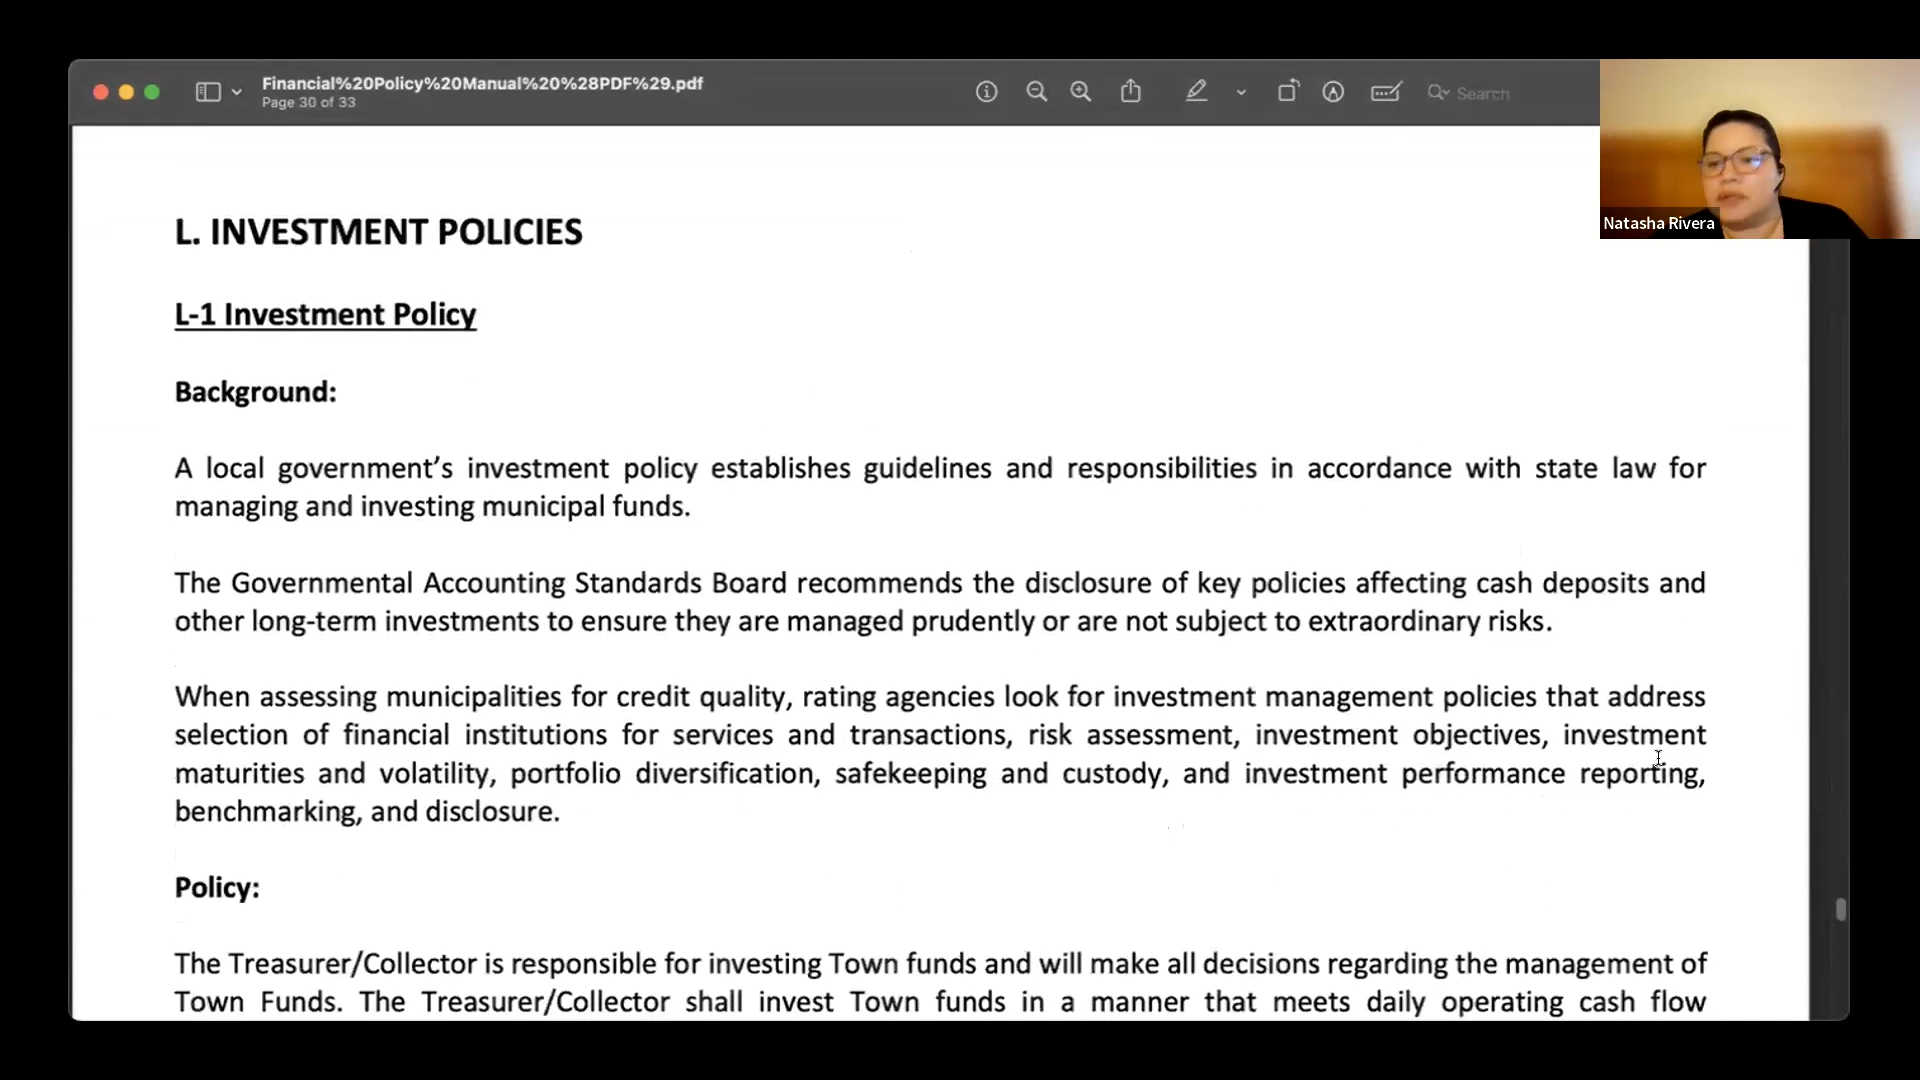 Financial%20Policy%20Manual%20%28PDF%29.pdf
Page 30 of 33
Search
Natasha Rivera
L. INVESTMENT POLICIES
L-1 Investment Policy
Background:
A local government’s investment policy establishes guidelines and responsibilities in accordance with state law for
managing and investing municipal funds.
The Governmental Accounting Standards Board recommends the disclosure of key policies affecting cash deposits and
other long-term investments to ensure they are managed prudently or are not subject to extraordinary risks.
When assessing municipalities for credit quality, rating agencies look for investment management policies that address
selection of financial institutions for services and transactions, risk assessment, investment objectives, investment
maturities and volatility, portfolio diversification, safekeeping and custody, and investment performance reporting,
benchmarking, and disclosure.
Policy:
The Treasurer/Collector is responsible for investing Town funds and will make all decisions regarding the management of
Town Funds. The Treasurer/Collector shall invest Town funds in a manner that meets daily operating cash flow